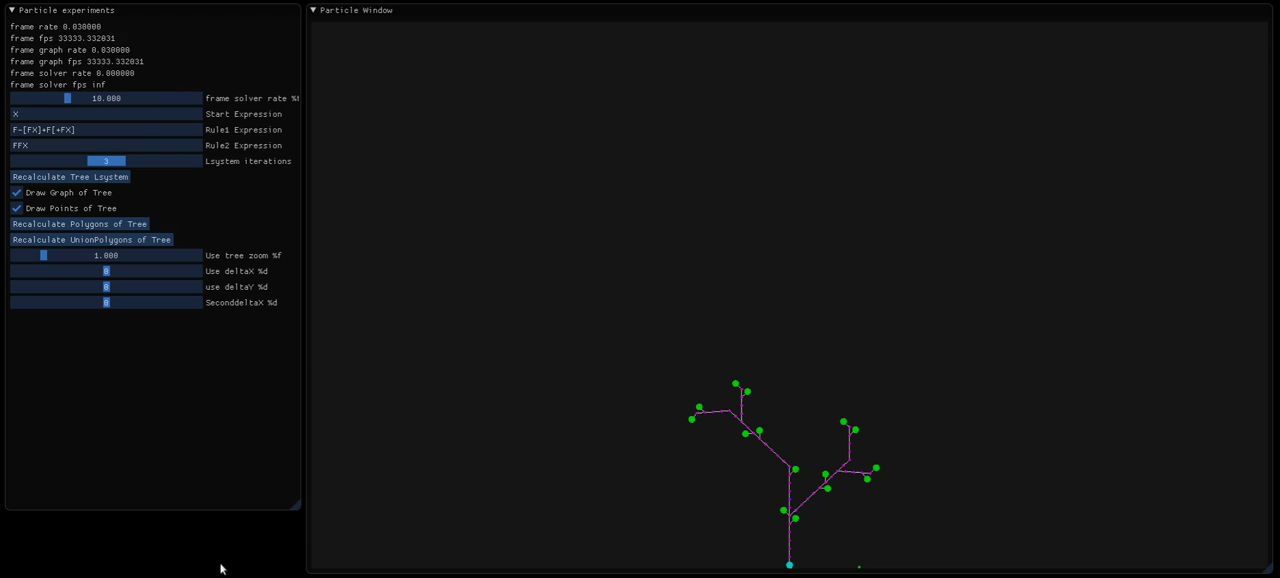 Particle experiments
frame rate 0.030000
frame fps 33333.332031
frame graph rate 0.030000
frame graph fps 33333.332031
frame solver rate 0.000000
frame solver fps inf
10.000 frame solver rate %f
X Start Expression
F-[FX]+F[+FX] Rule1 Expression
FFX Rule2 Expression
3 Lsystem iterations
Recalculate Tree Lsystem
Draw Graph of Tree
Draw Points of Tree
Recalculate Polygons of Tree
Recalculate UnionPolygons of Tree
1.000 Use tree zoom %f
0 Use deltaX %d
0 use deltaY %d
0 SeconddeltaX %d
Particle Window